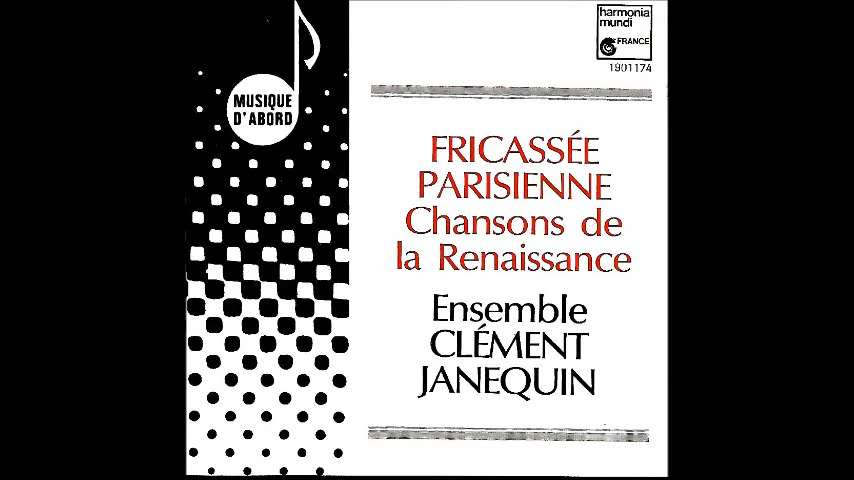 MUSIQUE
D'ABORD
harmonia
mundi
FRANCE
1901174
FRICASSÉE
PARISIENNE
Chansons de
la Renaissance
Ensemble
CLÉMENT
JANEQUIN